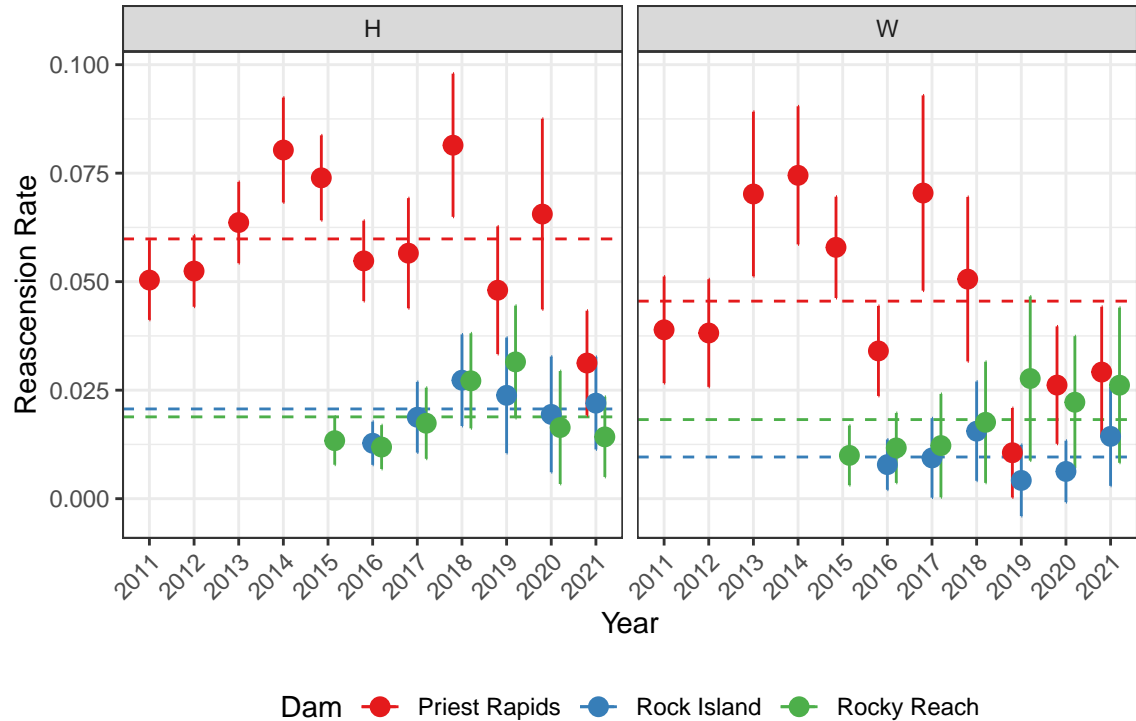 H W
0.100
0.075
0.050
0.025
0.000
Reascension Rate
2011 2012 2013 2014 2015 2016 2017 2018 2019 2020 2021 2011 2012 2013 2014 2015 2016 2017 2018 2019 2020 2021
Year
Dam Priest Rapids Rock Island Rocky Reach